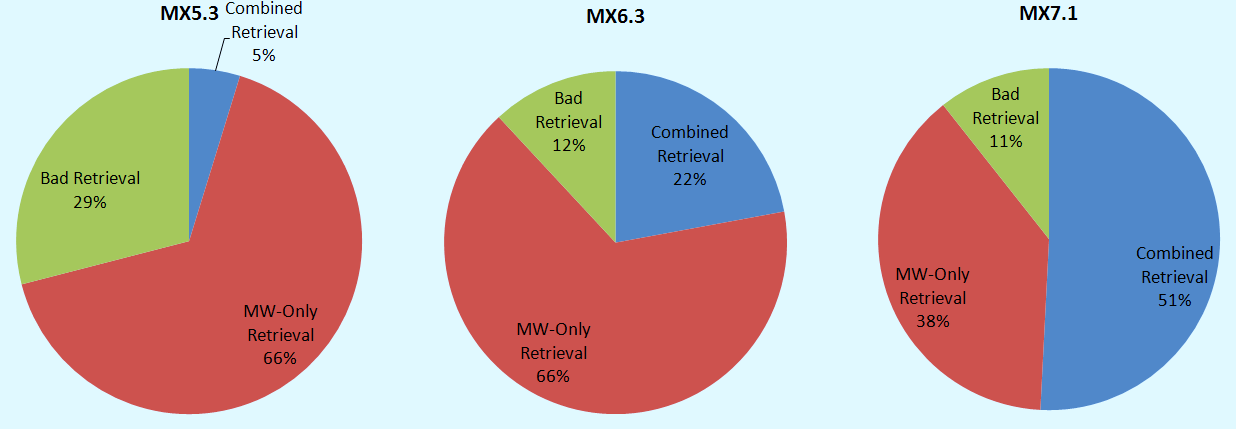 MX5.3
Combined
Retrieval
5%
Bad Retrieval
29%
MW-Only
Retrieval
66%
MX6.3
Bad
Retrieval
12%
Combined
Retrieval
22%
MW-Only
Retrieval
66%
MX7.1
Bad
Retrieval
11%
Combined
Retrieval
51%
MW-Only
Retrieval
38%